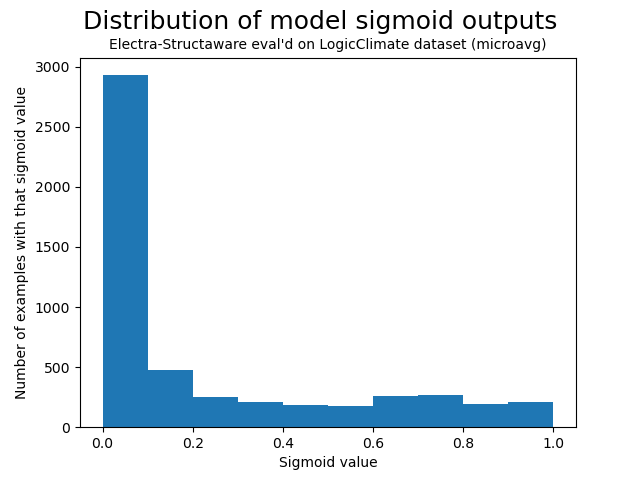 Distribution of model sigmoid outputs
Electra-Structaware eval'd on LogicClimate dataset (microavg)
Number of examples with that sigmoid value
3000
2500
2000
1500
1000
500
0
0.0 0.2 0.4 0.6 0.8 1.0
Sigmoid value